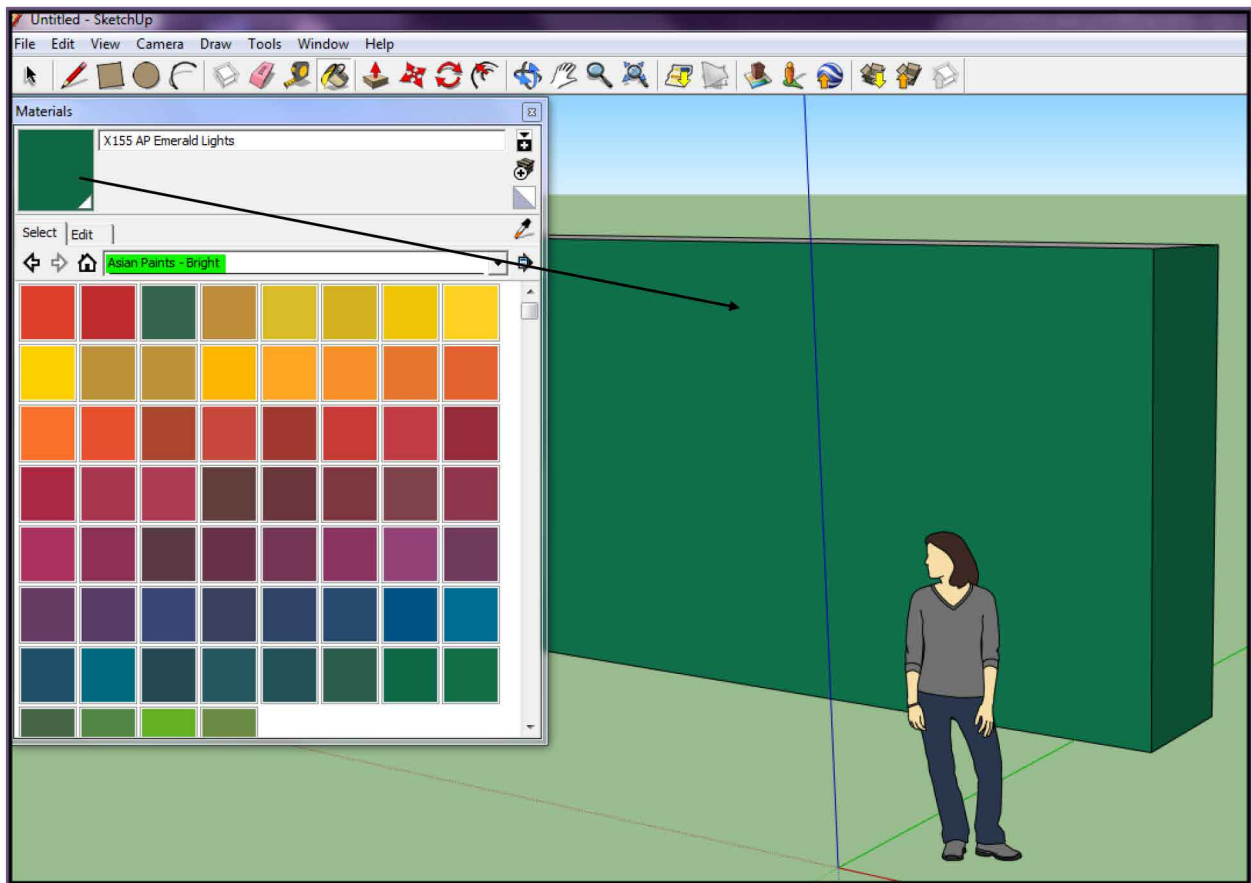 Untitled - SketchUp
File Edit View Camera Draw Tools Window Help
Materials
X155 AP Emerald Lights
Select Edit
Asian Paints - Bright